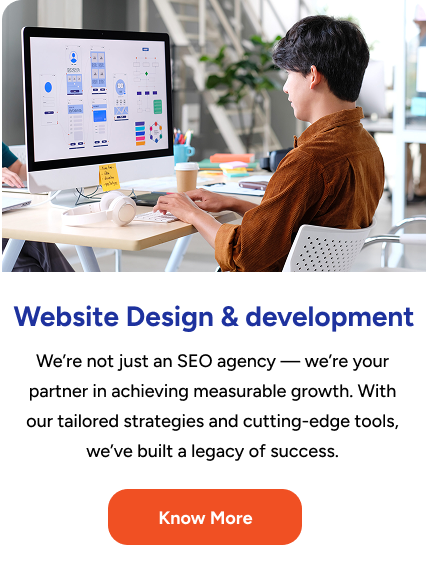 Website Design & development
We’re not just an SEO agency — we’re your
partner in achieving measurable growth. With
our tailored strategies and cutting-edge tools,
we’ve built a legacy of success.
Know More